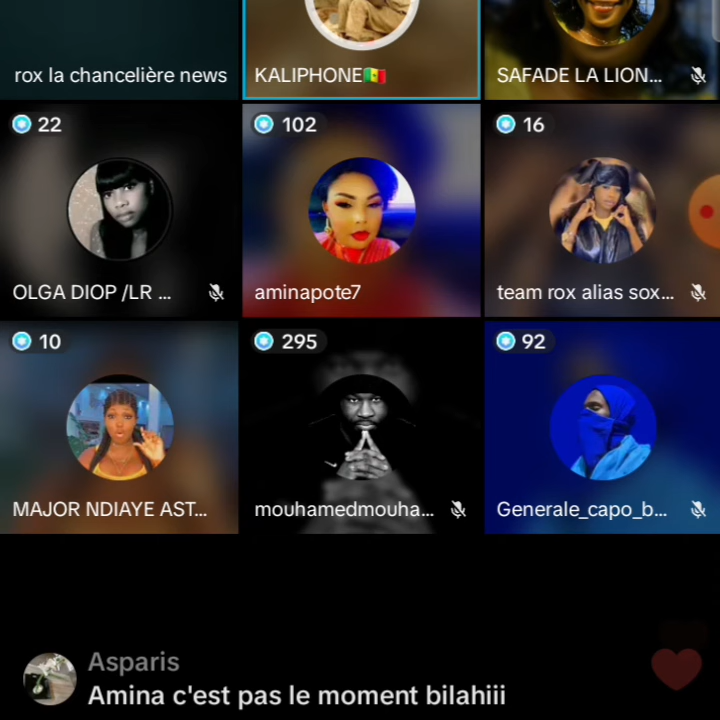 rox la chancelière news
KALIPHONE🇸🇳
SAFADE LA LION...
22
102
16
OLGA DIOP /LR ...
aminapote7
team rox alias sox...
10
295
92
MAJOR NDIAYE AST...
mouhamedmouha...
Generale_capo_b...
Asparis
Amina c'est pas le moment bilahiii